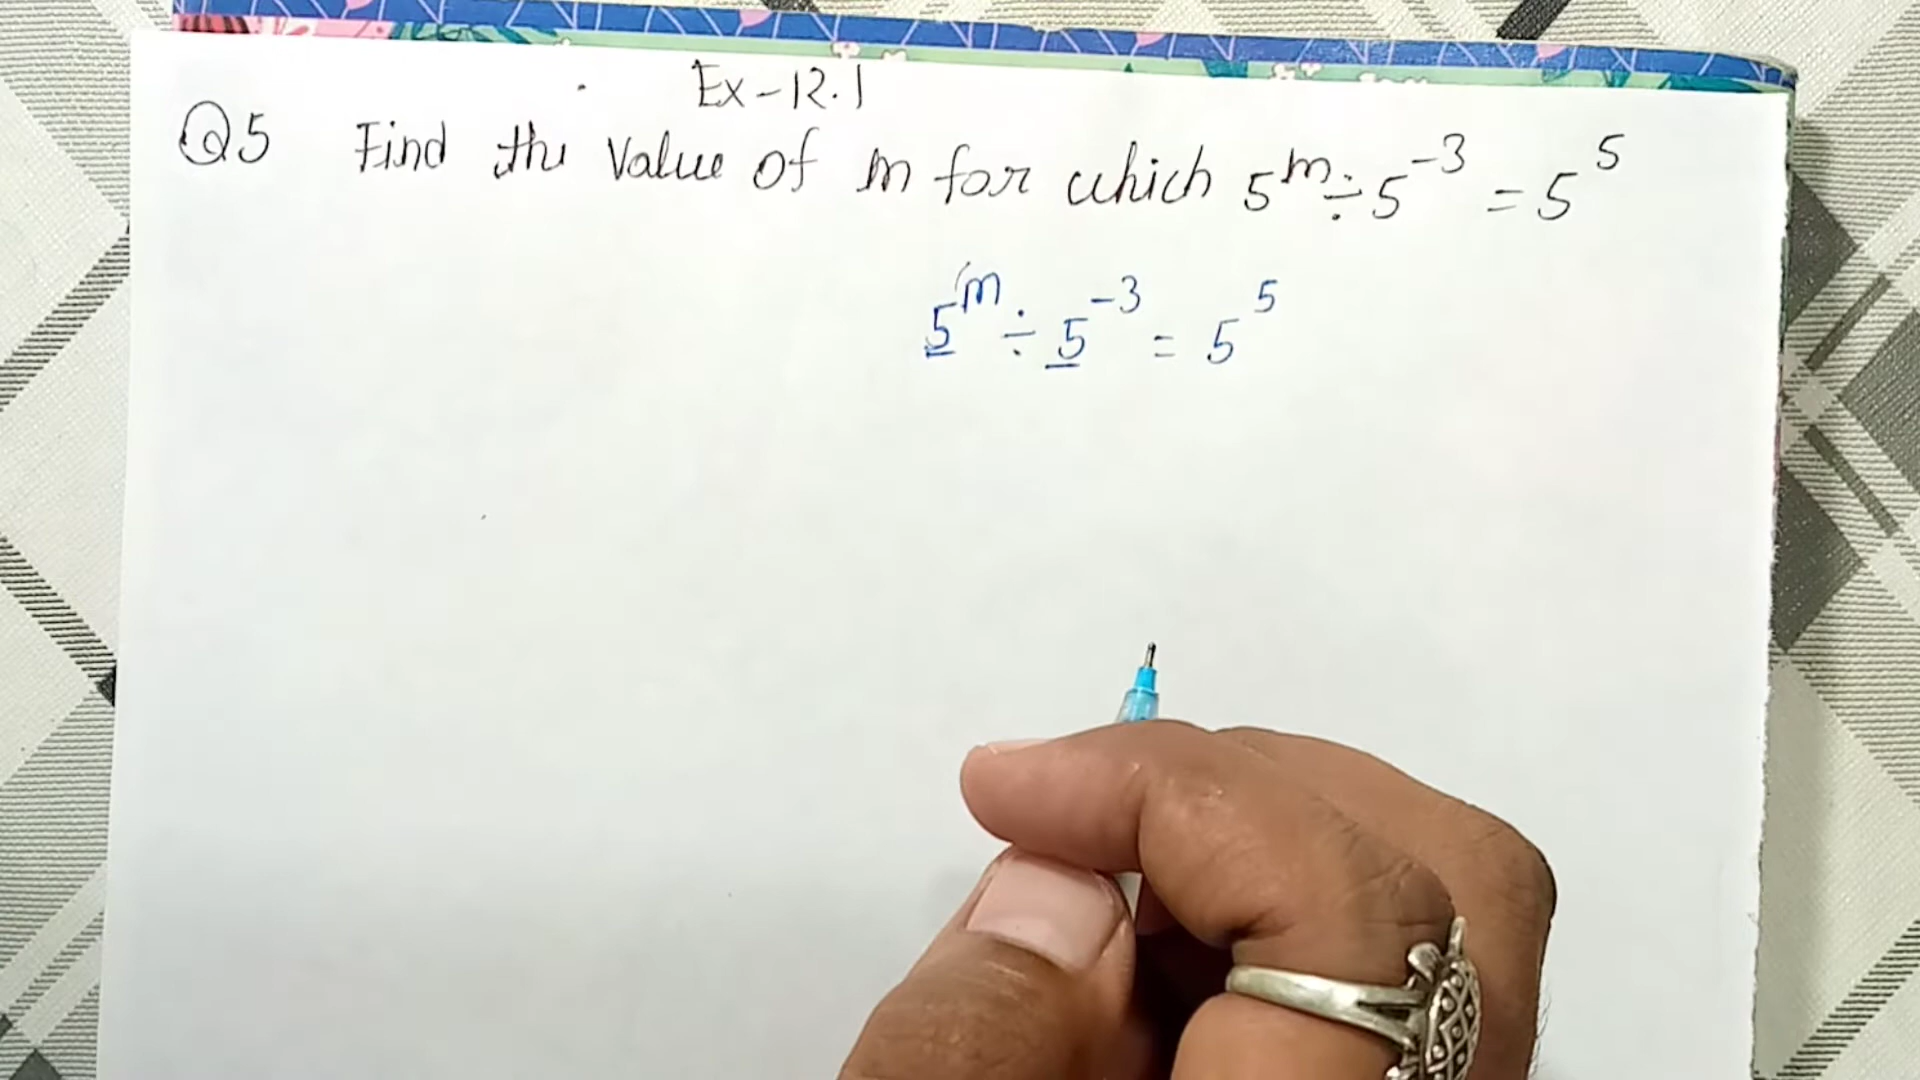 Ex-12.1
Q5 Find the value of m for which 5^m ÷ 5^-3 = 5^5
5^m ÷ 5^-3 = 5^5